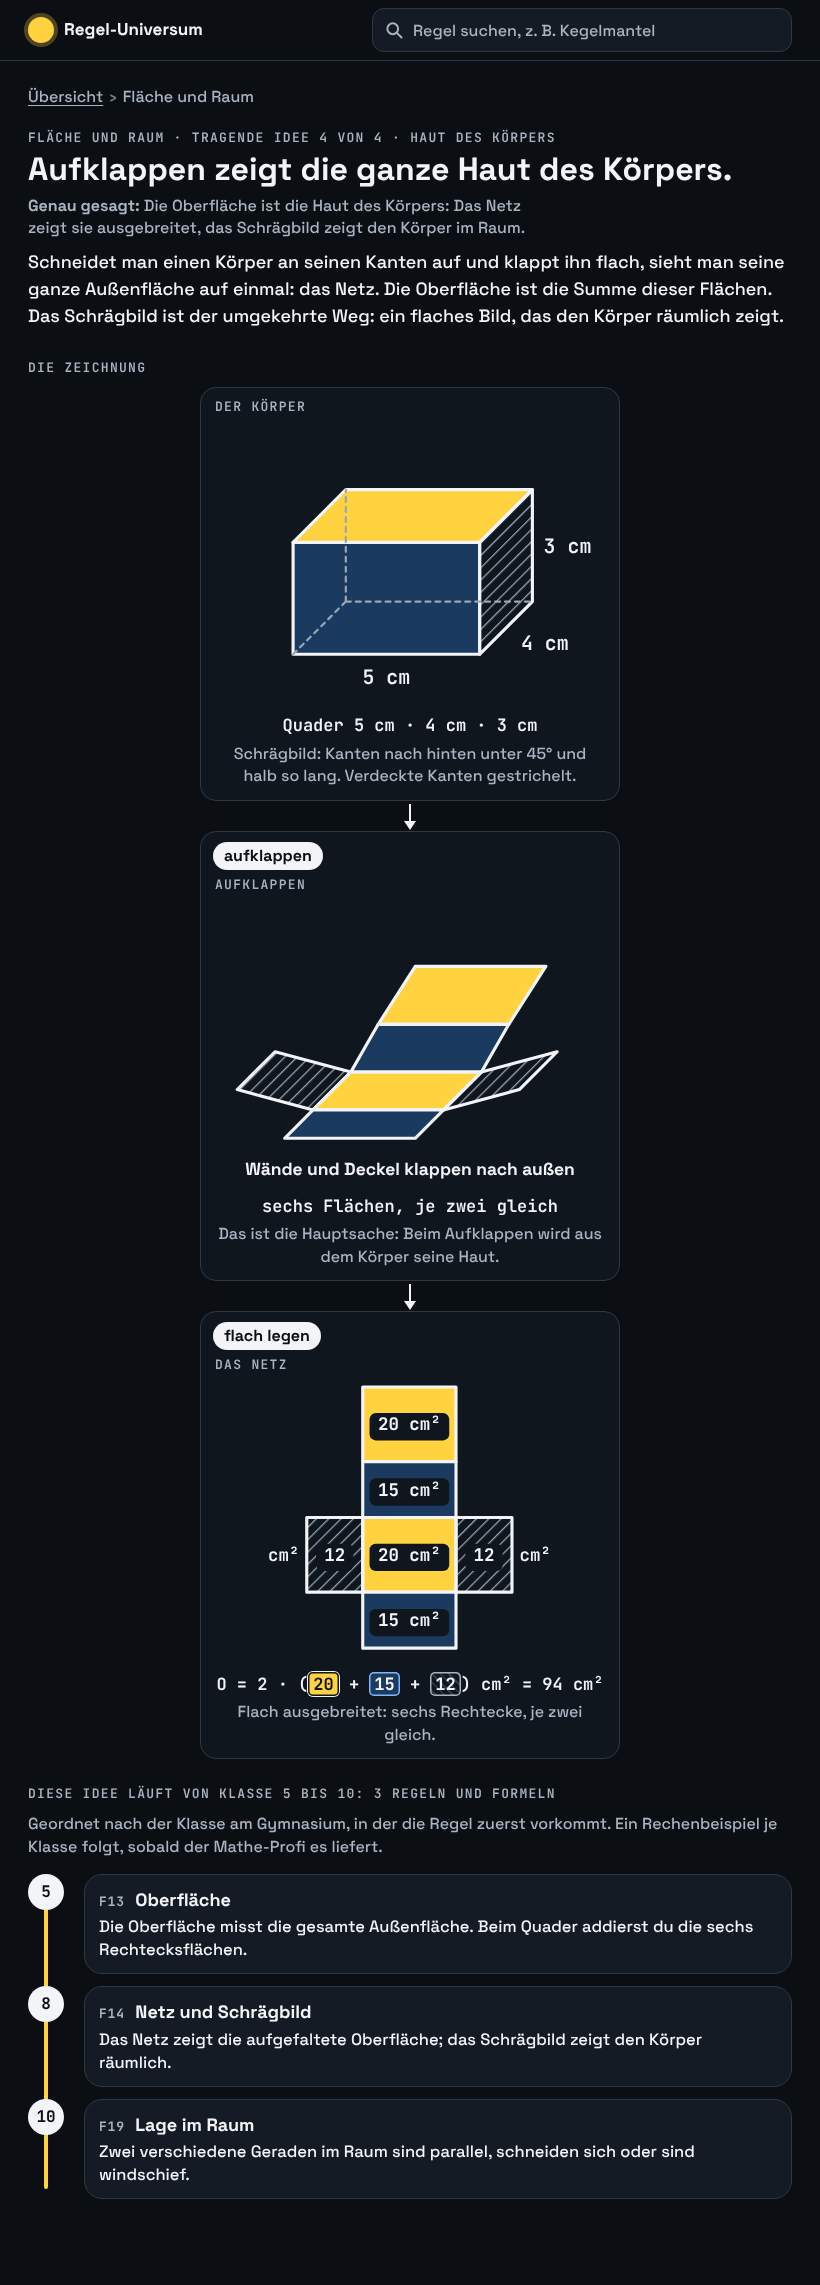 Regel-Universum
Regel suchen, z. B. Kegelmantel
Übersicht > Fläche und Raum
FLÄCHE UND RAUM · TRAGENDE IDEE 4 VON 4 · HAUT DES KÖRPERS
Aufklappen zeigt die ganze Haut des Körpers.
Genau gesagt: Die Oberfläche ist die Haut des Körpers: Das Netz
zeigt sie ausgebreitet, das Schrägbild zeigt den Körper im Raum.
Schneidet man einen Körper an seinen Kanten auf und klappt ihn flach, sieht man seine
ganze Außenfläche auf einmal: das Netz. Die Oberfläche ist die Summe dieser Flächen.
Das Schrägbild ist der umgekehrte Weg: ein flaches Bild, das den Körper räumlich zeigt.
DIE ZEICHNUNG
DER KÖRPER
3 cm
4 cm
5 cm
Quader 5 cm · 4 cm · 3 cm
Schrägbild: Kanten nach hinten unter 45° und
halb so lang. Verdeckte Kanten gestrichelt.
aufklappen
AUFKLAPPEN
Wände und Deckel klappen nach außen
sechs Flächen, je zwei gleich
Das ist die Hauptsache: Beim Aufklappen wird aus
dem Körper seine Haut.
flach legen
DAS NETZ
20 cm²
15 cm²
cm² 12 20 cm² 12 cm²
15 cm²
O = 2 · (20 + 15 + 12) cm² = 94 cm²
Flach ausgebreitet: sechs Rechtecke, je zwei
gleich.
DIESE IDEE LÄUFT VON KLASSE 5 BIS 10: 3 REGELN UND FORMELN
Geordnet nach der Klasse am Gymnasium, in der die Regel zuerst vorkommt. Ein Rechenbeispiel je
Klasse folgt, sobald der Mathe-Profi es liefert.
5
F13 Oberfläche
Die Oberfläche misst die gesamte Außenfläche. Beim Quader addierst du die sechs
Rechtecksflächen.
8
F14 Netz und Schrägbild
Das Netz zeigt die aufgefaltete Oberfläche; das Schrägbild zeigt den Körper
räumlich.
10
F19 Lage im Raum
Zwei verschiedene Geraden im Raum sind parallel, schneiden sich oder sind
windschief.